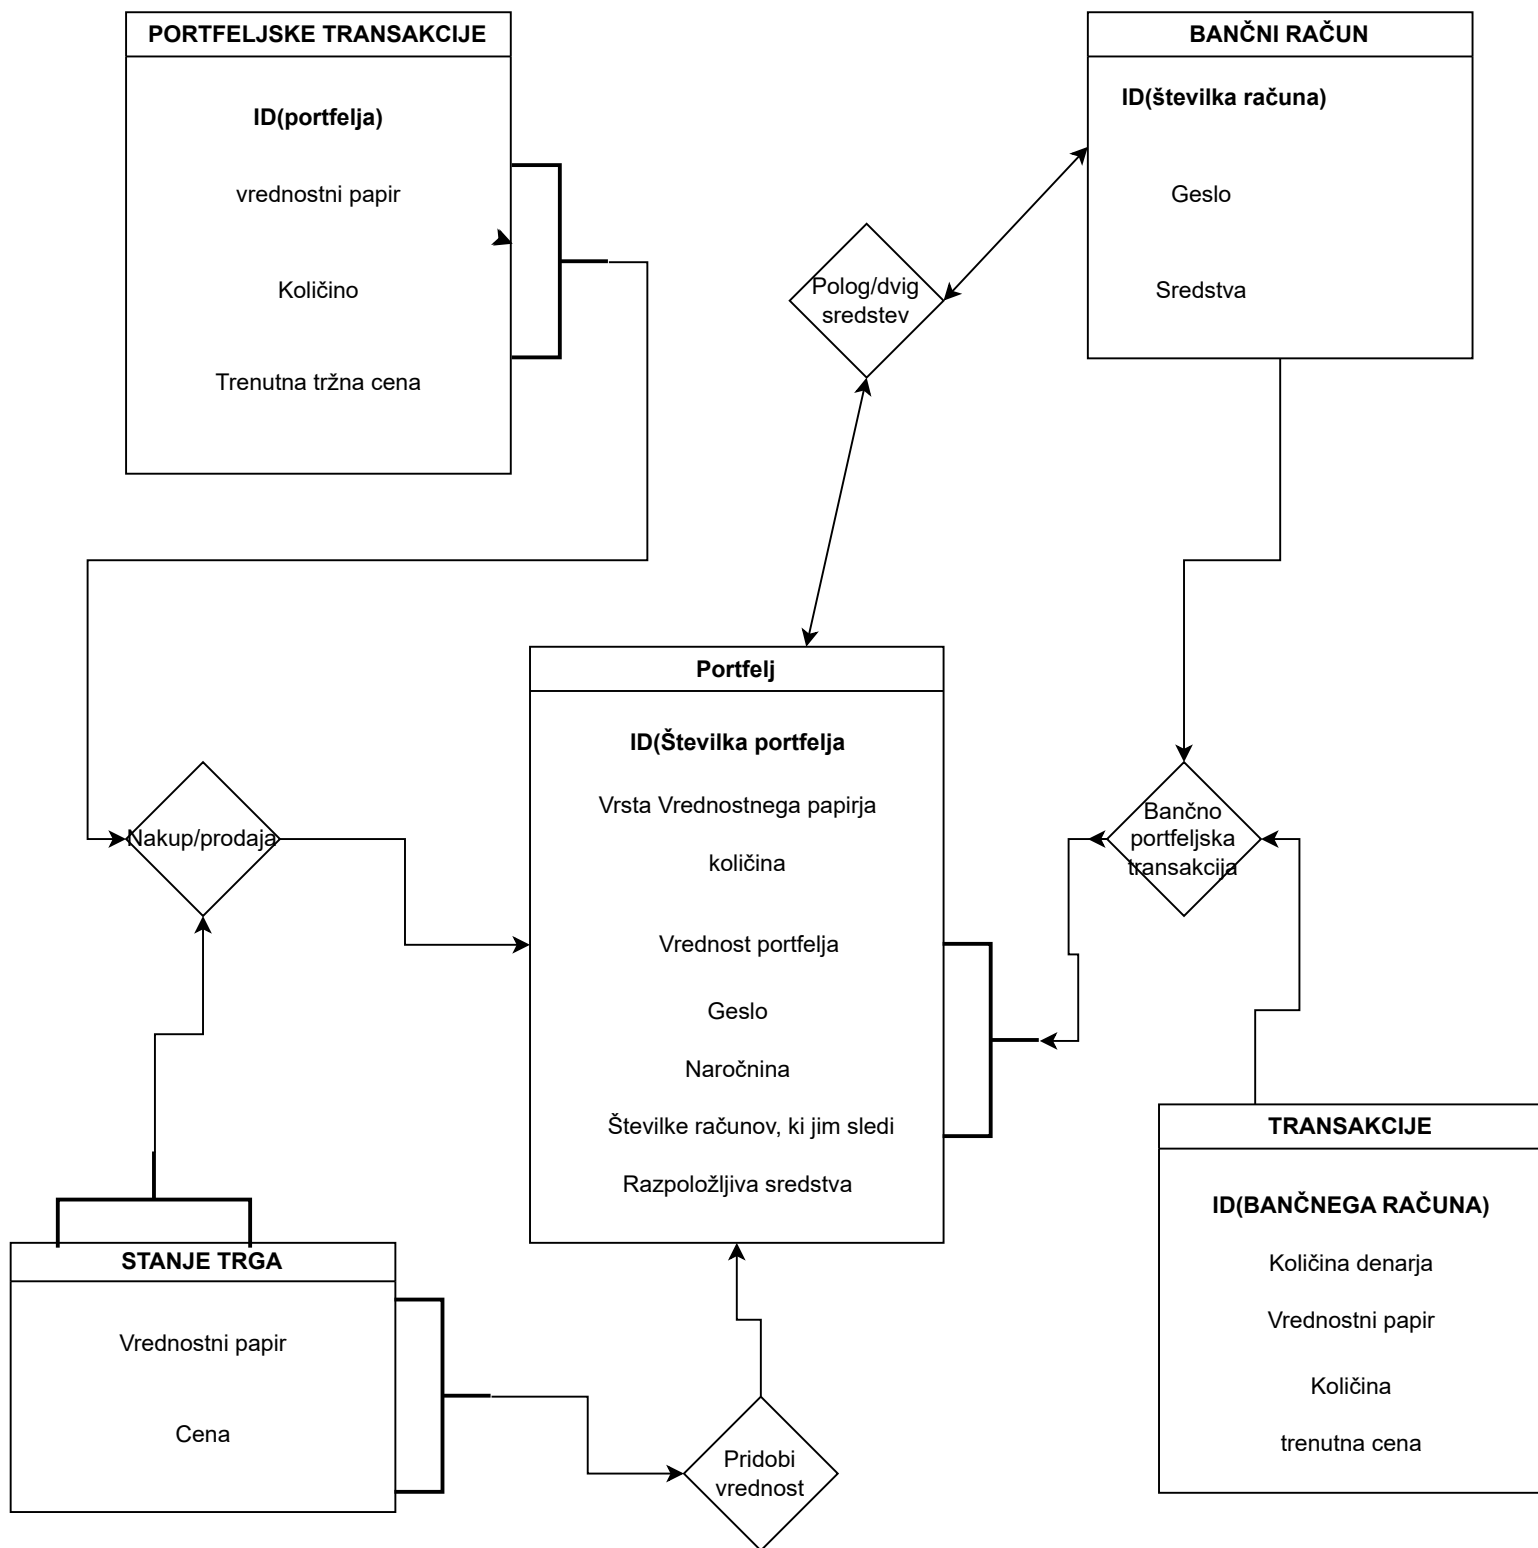 PORTFELJSKE TRANSAKCIJE
ID(portfelja)
vrednostni papir
Količino
Trenutna tržna cena
BANČNI RAČUN
ID(številka računa)
Geslo
Sredstva
Polog/dvig
sredstev
Portfelj
ID(Številka portfelja
Vrsta Vrednostnega papirja
količina
Vrednost portfelja
Geslo
Naročnina
Številke računov, ki jim sledi
Razpoložljiva sredstva
Nakup/prodaja
Bančno
portfeljska
transakcija
STANJE TRGA
Vrednostni papir
Cena
Pridobi
vrednost
TRANSAKCIJE
ID(BANČNEGA RAČUNA)
Količina denarja
Vrednostni papir
Količina
trenutna cena